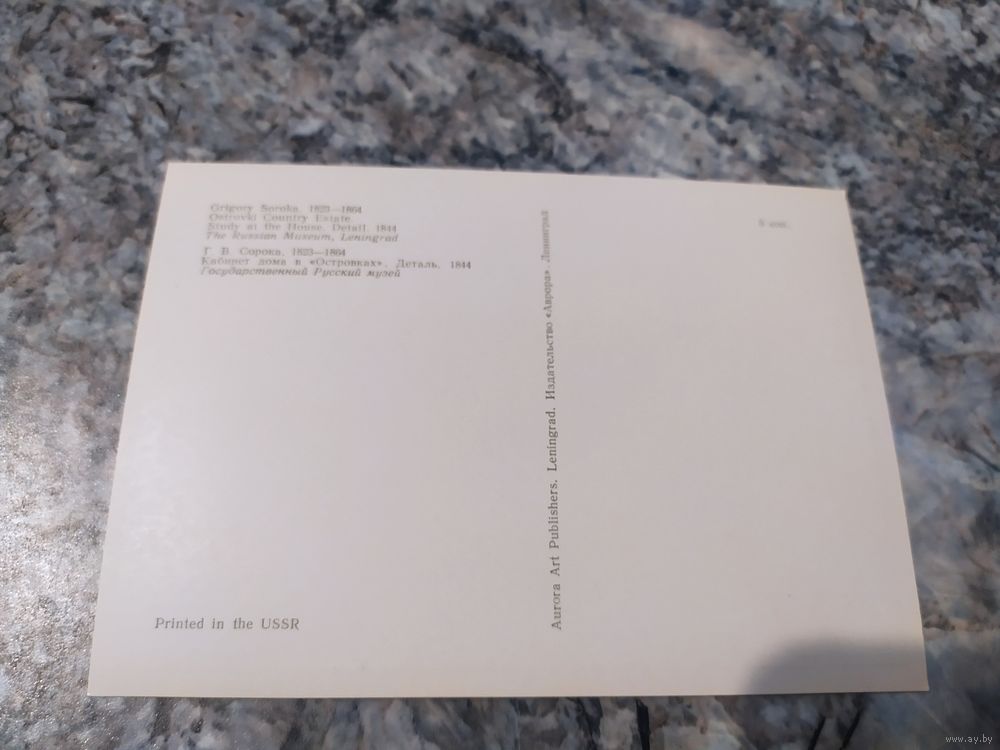 Grigory Soroka. 1823—1864
Ostrovki Country Estate.
Study at the House. Detail. 1844
The Russian Museum, Leningrad
Г. В. Сорока. 1823—1864
Кабинет дома в «Островках». Деталь. 1844
Государственный Русский музей
5 коп.
Aurora Art Publishers. Leningrad. Издательство «Аврора». Ленинград
Printed in the USSR
www.ay.by